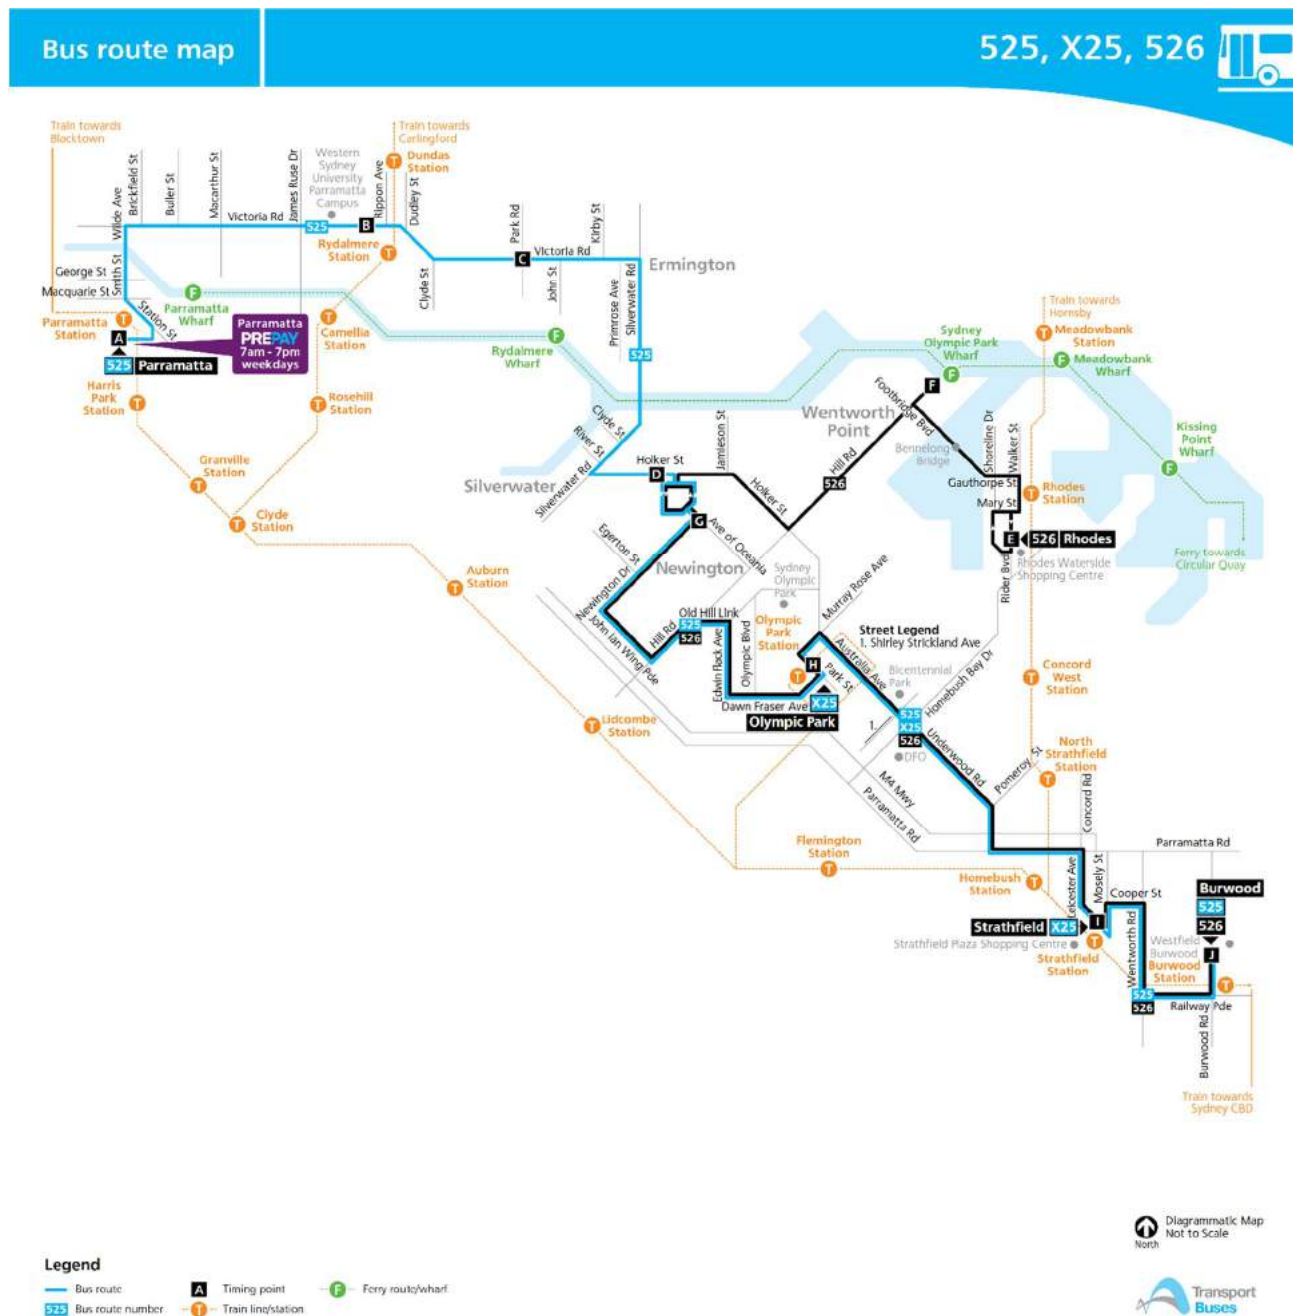 Bus route map
525, X25, 526
Train towards
Blacktown
Train towards
Carlingford
Dundas
Station
Western
Sydney
University
Parramatta
Campus
Wilde Ave
Brickfield St
Buller St
Macarthur St
James Ruse Dr
Rippon Ave
Dudley St
Victoria Rd
525
B
Rydalmere
Station
Park Rd
Kirby St
C
Victoria Rd
Ermington
George St
Smith St
Macquarie St
Station St
Clyde St
John St
Primrose Ave
Silverwater Rd
Parramatta
Wharf
Parramatta
Station
A
525 Parramatta
Parramatta
PREPAY
7am - 7pm
weekdays
Camellia
Station
Rydalmere
Wharf
525
Train towards
Hornsby
Sydney
Olympic Park
Wharf
Meadowbank
Station
Meadowbank
Wharf
Harris
Park
Station
Rosehill
Station
Clyde St
River St
Wentworth
Point
F
Footbridge Bvd
Bennelong
Bridge
Shoreline Dr
Walker St
Kissing
Point
Wharf
Granville
Station
Clyde
Station
Silverwater
Silverwater Rd
Holker St
D
Jamieson St
Holker St
Hill Rd
526
Gauthorpe St
Mary St
Rhodes
Station
E
526 Rhodes
Rhodes Waterside
Shopping Centre
Rider Bvd
Ferry towards
Circular Quay
G
Ave of Oceania
Egerton St
Newington
Newington Dr
Auburn
Station
John Ian Wing Pde
Sydney
Olympic
Park
Murray Rose Ave
Hill Rd
Old Hill Link
525
526
Edwin Flack Ave
Olympic Blvd
Olympic
Park
Station
Street Legend
1. Shirley Strickland Ave
H
Park St
Australia Ave
Bicentennial
Park
Homebush Bay Dr
Concord
West
Station
Dawn Fraser Ave
X25
Olympic Park
1.
525
X25
526
DFO
Underwood Rd
Lidcombe
Station
North
Strathfield
Station
Pomeroy St
M4 Mwy
Parramatta Rd
Concord Rd
Parramatta Rd
Flemington
Station
Homebush
Station
Leicester Ave
Mosely St
Cooper St
Burwood
525
526
Strathfield X25
I
Strathfield Plaza Shopping Centre
Strathfield
Station
Wentworth Rd
Westfield
Burwood
Burwood
Station
J
525
526
Railway Pde
Burwood Rd
Train towards
Sydney CBD
North
Diagrammatic Map
Not to Scale
Legend
Bus route
A Timing point
F Ferry route/wharf
525 Bus route number
T Train line/station
Transport
Buses